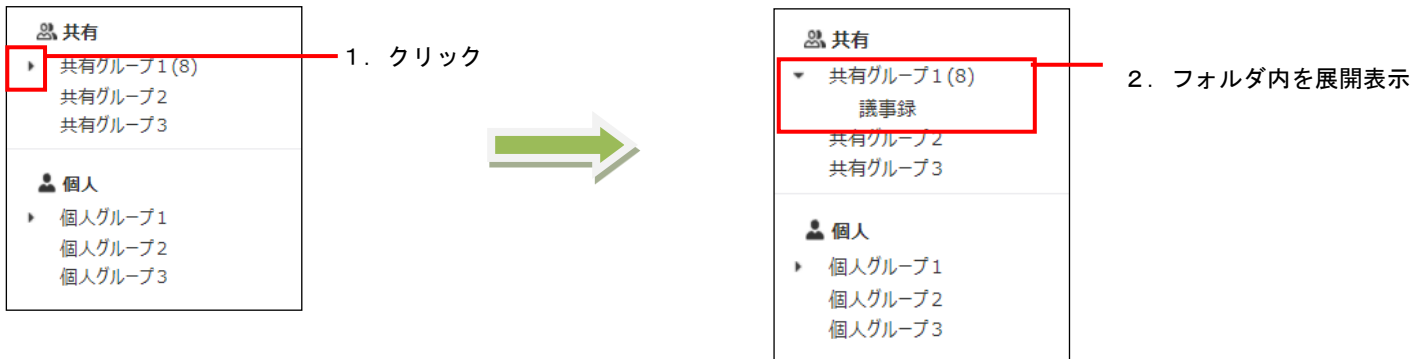 共有
共有グループ1(8)
共有グループ2
共有グループ3
個人
個人グループ1
個人グループ2
個人グループ3
1．クリック
共有
共有グループ1(8)
議事録
共有グループ2
共有グループ3
個人
個人グループ1
個人グループ2
個人グループ3
2．フォルダ内を展開表示